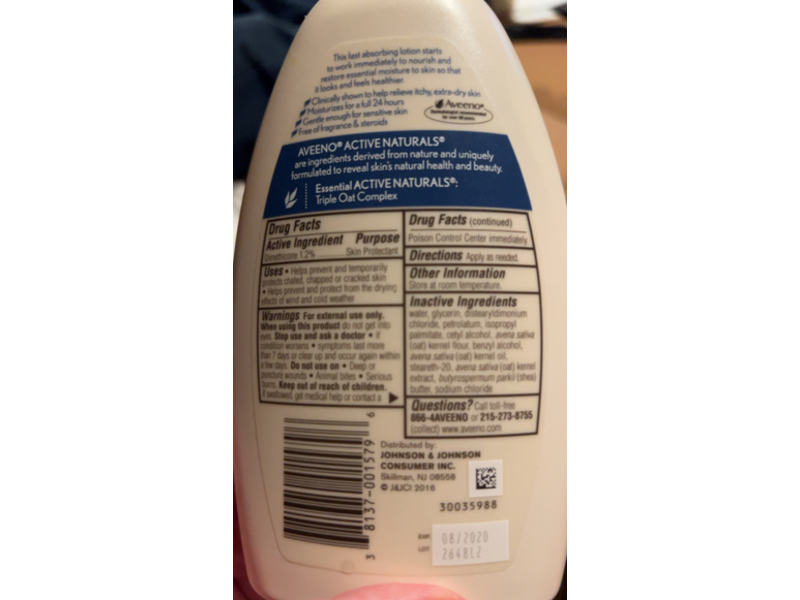 This fast absorbing lotion starts
to work immediately to nourish and
restore essential moisture to skin so that
it looks and feels healthier.
Clinically shown to help relieve itchy, extra-dry skin
Moisturizes for a full 24 hours
Gentle enough for sensitive skin
Free of fragrance & steroids
Aveeno®
Dermatologist recommended
AVEENO® ACTIVE NATURALS®
are ingredients derived from nature and uniquely
formulated to reveal skin's natural health and beauty.
Essential ACTIVE NATURALS®:
Triple Oat Complex
Drug Facts
Active Ingredient Purpose
Dimethicone 1.2% Skin Protectant
Uses • Helps prevent and temporarily
protects chafed, chapped or cracked skin
• Helps prevent and protect from the drying
effects of wind and cold weather
Warnings For external use only.
When using this product do not get into
eyes. Stop use and ask a doctor • if
condition worsens • symptoms last more
than 7 days or clear up and occur again within
a few days. Do not use on • Deep or
puncture wounds • Animal bites • Serious
burns. Keep out of reach of children.
If swallowed, get medical help or contact a
Drug Facts (continued)
Poison Control Center immediately.
Directions Apply as needed.
Other Information
Store at room temperature.
Inactive Ingredients
water, glycerin, distearyldimonium
chloride, petrolatum, isopropyl
palmitate, cetyl alcohol, avena sativa
(oat) kernel flour, benzyl alcohol,
avena sativa (oat) kernel oil,
steareth-20, avena sativa (oat) kernel
extract, butyrospermum parkii (shea)
butter, sodium chloride
Questions? Call toll-free
866-4AVEENO or 215-273-8755
(collect) www.aveeno.com
3 8137-001579 6
Distributed by:
JOHNSON & JOHNSON
CONSUMER INC.
Skillman, NJ 08558
© J&JCI 2016
30035988
EXP 08/2020
LOT 2648L2